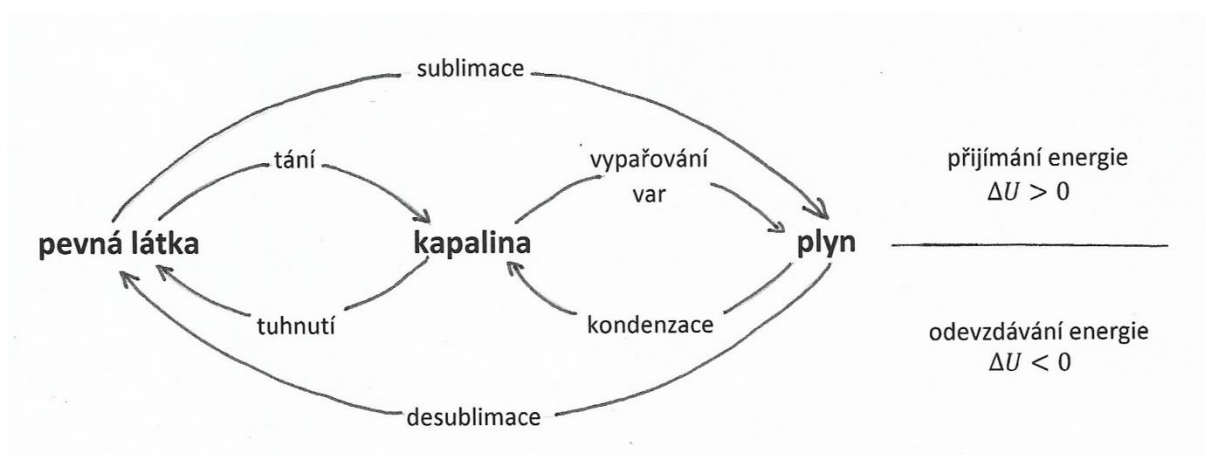 sublimace
tání
vypařování
var
přijímání energie
ΔU > 0
pevná látka
kapalina
plyn
tuhnutí
kondenzace
odevzdávání energie
ΔU < 0
desublimace